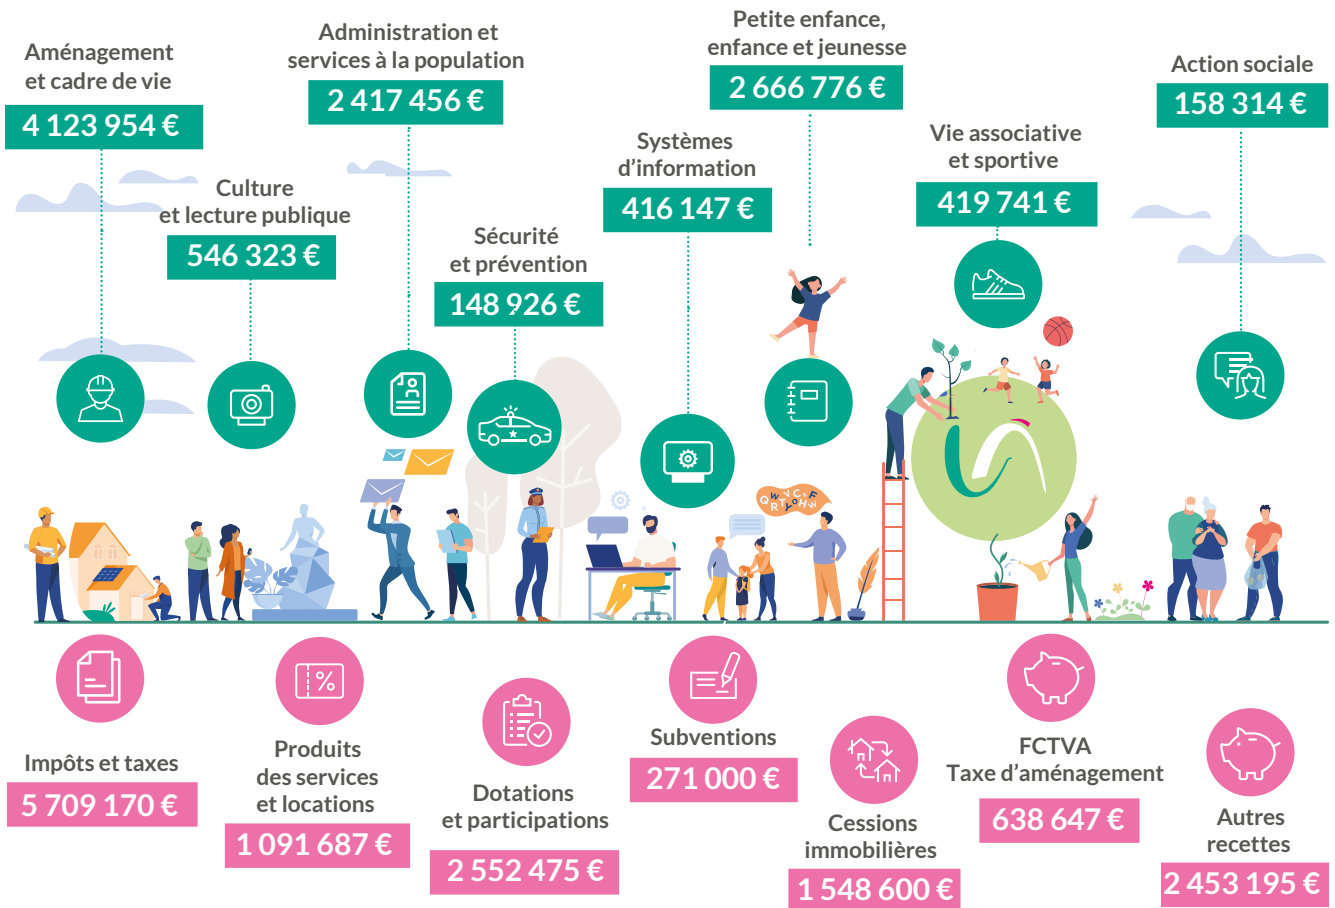 Aménagement
et cadre de vie
4 123 954 €
Culture
et lecture publique
546 323 €
Administration et
services à la population
2 417 456 €
Sécurité
et prévention
148 926 €
Systèmes
d’information
416 147 €
Petite enfance,
enfance et jeunesse
2 666 776 €
Vie associative
et sportive
419 741 €
Action sociale
158 314 €
Impôts et taxes
5 709 170 €
%
Produits
des services
et locations
1 091 687 €
Dotations
et participations
2 552 475 €
Subventions
271 000 €
Cessions
immobilières
1 548 600 €
FCTVA
Taxe d’aménagement
638 647 €
Autres
recettes
2 453 195 €